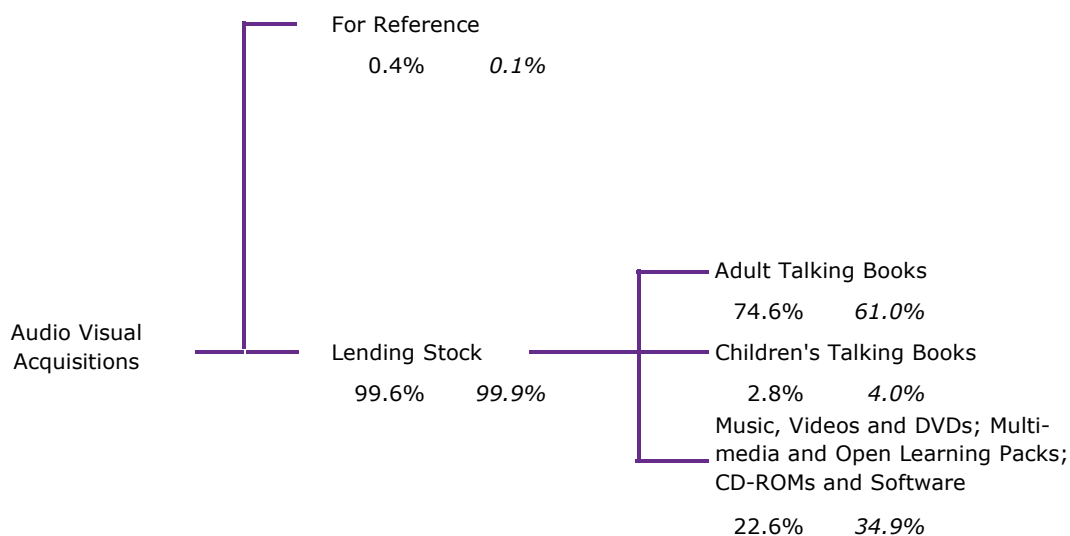 For Reference
0.4% 0.1%
Audio Visual
Acquisitions
Lending Stock
99.6% 99.9%
Adult Talking Books
74.6% 61.0%
Children's Talking Books
2.8% 4.0%
Music, Videos and DVDs; Multi-
media and Open Learning Packs;
CD-ROMs and Software
22.6% 34.9%